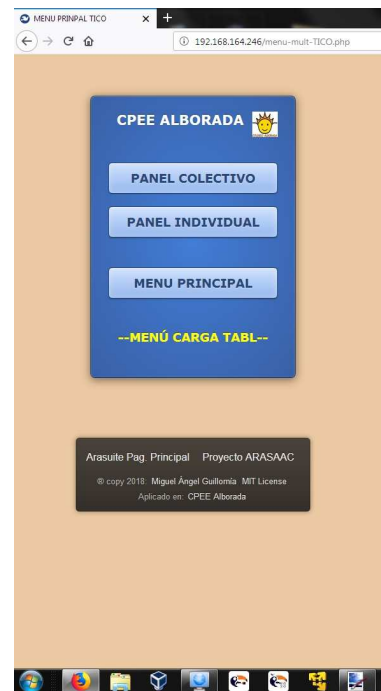 MENU PRINPAL TICO
192.168.164.246/menu-mult-TICO.php
CPEE ALBORADA
PANEL COLECTIVO
PANEL INDIVIDUAL
MENU PRINCIPAL
--MENÚ CARGA TABL--
Arasuite Pag. Principal Proyecto ARASAAC
® copy 2018: Miguel Ángel Guillomía MIT License
Aplicado en: CPEE Alborada